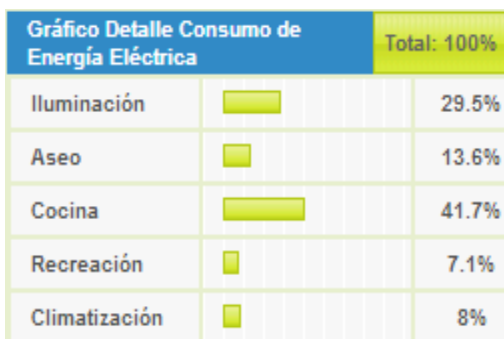 Gráfico Detalle Consumo de
Energía Eléctrica
Total: 100%
Iluminación 29.5%
Aseo 13.6%
Cocina 41.7%
Recreación 7.1%
Climatización 8%